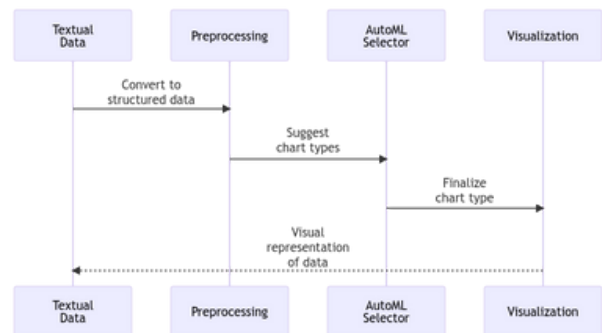 Textual
Data
Preprocessing
AutoML
Selector
Visualization
Convert to
structured data
Suggest
chart types
Finalize
chart type
Visual
representation
of data
Textual
Data
Preprocessing
AutoML
Selector
Visualization